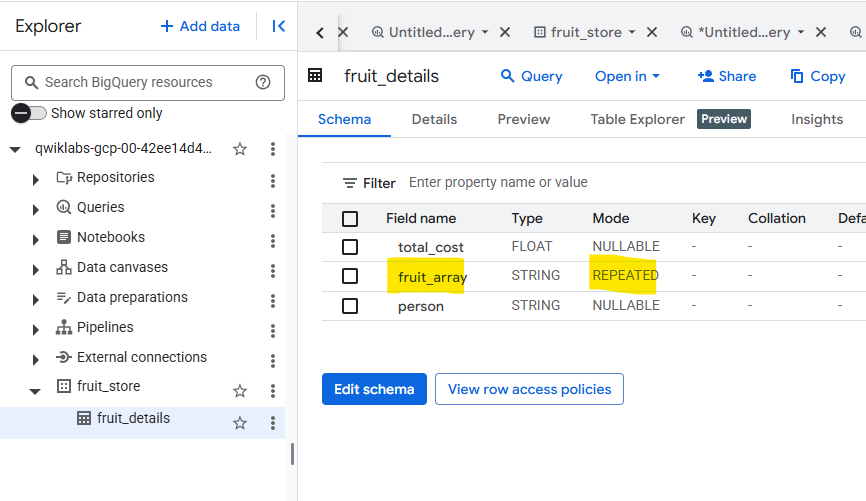 Explorer
+ Add data
Search BigQuery resources
Show starred only
qwiklabs-gcp-00-42ee14d4...
Repositories
Queries
Notebooks
Data canvases
Data preparations
Pipelines
External connections
fruit_store
fruit_details
Untitled...ery
fruit_store
*Untitled...ery
fruit_details
Query
Open in
Share
Copy
Schema
Details
Preview
Table Explorer
Preview
Insights
Filter Enter property name or value
Field name Type Mode Key Collation Defa
total_cost FLOAT NULLABLE - - -
fruit_array STRING REPEATED - - -
person STRING NULLABLE - - -
Edit schema
View row access policies